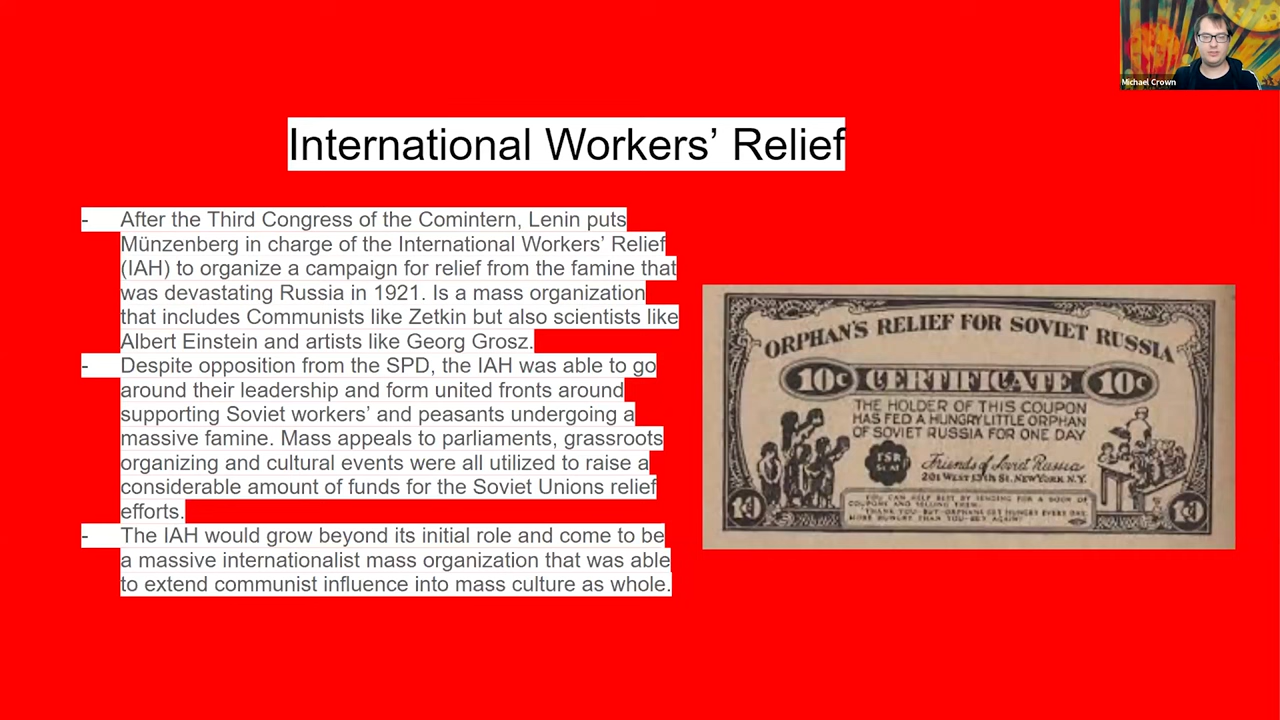 Michael Crown
International Workers’ Relief
- After the Third Congress of the Comintern, Lenin puts
Münzenberg in charge of the International Workers’ Relief
(IAH) to organize a campaign for relief from the famine that
was devastating Russia in 1921. Is a mass organization
that includes Communists like Zetkin but also scientists like
Albert Einstein and artists like Georg Grosz.
- Despite opposition from the SPD, the IAH was able to go
around their leadership and form united fronts around
supporting Soviet workers’ and peasants undergoing a
massive famine. Mass appeals to parliaments, grassroots
organizing and cultural events were all utilized to raise a
considerable amount of funds for the Soviet Unions relief
efforts.
- The IAH would grow beyond its initial role and come to be
a massive internationalist mass organization that was able
to extend communist influence into mass culture as whole.
ORPHAN'S RELIEF FOR SOVIET RUSSIA
10c CERTIFICATE 10c
THE HOLDER OF THIS COUPON
HAS FED A HUNGRY LITTLE ORPHAN
OF SOVIET RUSSIA FOR ONE DAY
FSR
Friends of Soviet Russia
201 WEST 13th St. NEW YORK N.Y.
YOU CAN HELP BEST BY SENDING FOR A BOOK OF
COUPONS AND SELLING THEM.
THANK YOU - BUT - ORPHANS GET HUNGRY EVERY DAY
MORE HUNGRY THAN YOU - BUY AGAIN!
10 10